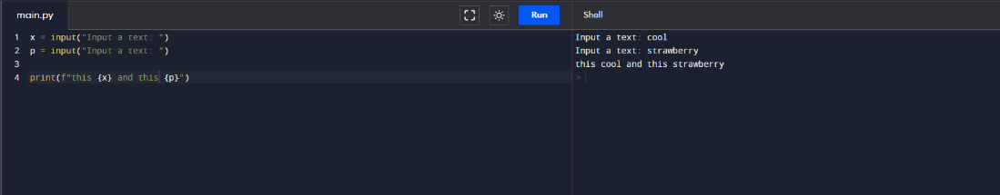 main.py
Run
Shell
1 x = input("Input a text: ")
2 p = input("Input a text: ")
3
4 print(f"this {x} and this {p}")
Input a text: cool
Input a text: strawberry
this cool and this strawberry
>